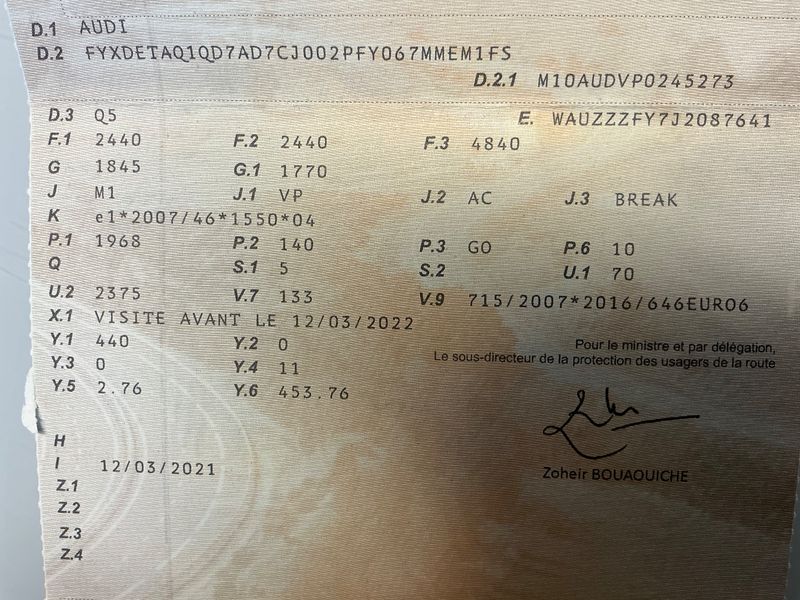 D.1 AUDI
D.2 FYXDETAQ1QD7AD7CJ002PFY067MMEM1FS
D.2.1 M10AUDVP0245273
D.3 Q5 E. WAUZZZFY7J2087641
F.1 2440 F.2 2440 F.3 4840
G 1845 G.1 1770
J M1 J.1 VP J.2 AC J.3 BREAK
K e1*2007/46*1550*04
P.1 1968 P.2 140 P.3 GO P.6 10
Q S.1 5 S.2 U.1 70
U.2 2375 V.7 133 V.9 715/2007*2016/646EURO6
X.1 VISITE AVANT LE 12/03/2022
Y.1 440 Y.2 0
Y.3 0 Y.4 11
Y.5 2.76 Y.6 453.76
Pour le ministre et par délégation,
Le sous-directeur de la protection des usagers de la route
Zoheir BOUAOUICHE
H
I 12/03/2021
Z.1
Z.2
Z.3
Z.4